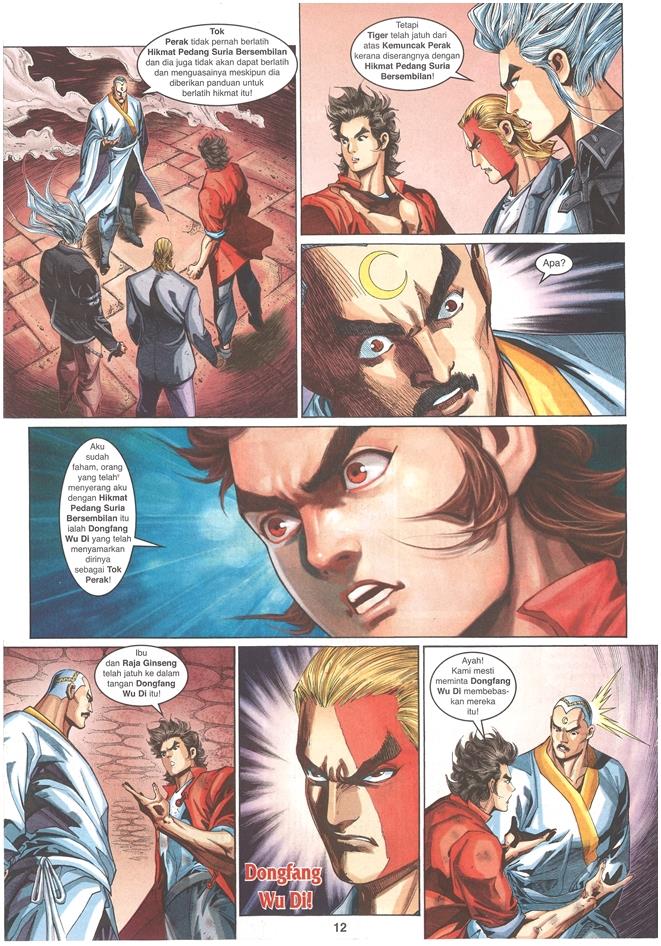 Tok
Perak tidak pernah berlatih
Hikmat Pedang Suria Bersembilan
dan dia juga tidak akan dapat berlatih
dan menguasainya meskipun dia
diberikan panduan untuk
berlatih hikmat itu!
Tetapi
Tiger telah jatuh dari
atas Kemuncak Perak
kerana diserangnya dengan
Hikmat Pedang Suria
Bersembilan!
Apa?
Aku
sudah
faham, orang
yang telah
menyerang aku
dengan Hikmat
Pedang Suria
Bersembilan itu
ialah Dongfang
Wu Di yang telah
menyamarkan
dirinya
sebagai Tok
Perak!
Ibu
dan Raja Ginseng
telah jatuh ke dalam
tangan Dongfang
Wu Di itu!
Dongfang
Wu Di!
Ayah!
Kami mesti
meminta Dongfang
Wu Di membebas-
kan mereka
itu!
12